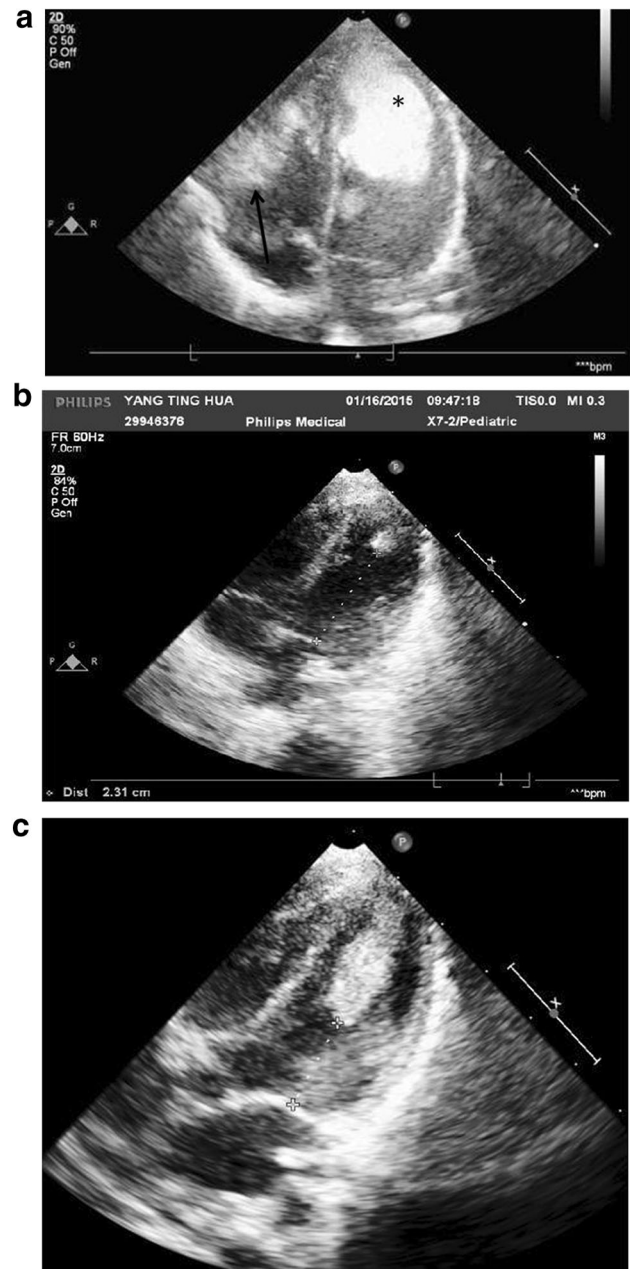 a
2D
90%
C 50
P Off
Gen
P
*
G
P R
x
***bpm
b
PHILIPS YANG TING HUA 01/16/2015 09:47:18 TIS0.0 MI 0.3
29946376 Philips Medical X7-2/Pediatric
FR 60Hz
7.0cm
M3
2D
84%
C 50
P Off
Gen
P
x
G
P R
Dist 2.31 cm
***bpm
c
P
x